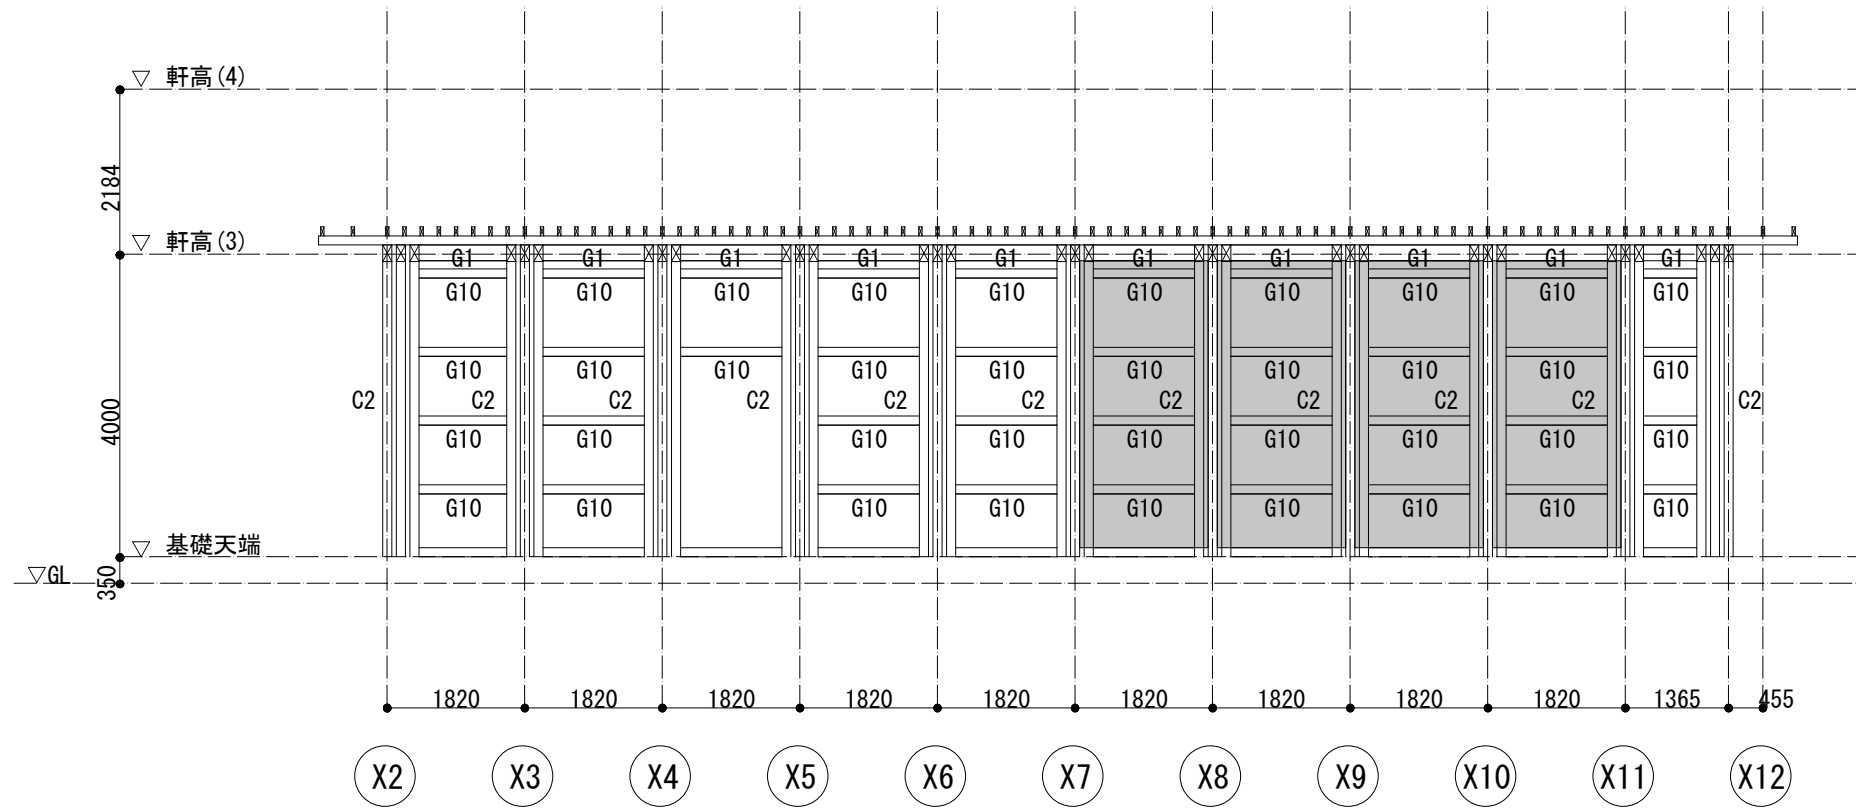 軒高(4)
2184
軒高(3)
G1 G1 G1 G1 G1 G1 G1 G1 G1 G1
G10 G10 G10 G10 G10 G10 G10 G10 G10 G10
G10 G10 G10 G10 G10 G10 G10 G10 G10 G10
C2 C2 C2 C2 C2 C2 C2 C2 C2 C2 C2
4000
G10 G10 G10 G10 G10 G10 G10 G10 G10
G10 G10 G10 G10 G10 G10 G10 G10 G10
基礎天端
GL
350
1820 1820 1820 1820 1820 1820 1820 1820 1820 1365 455
X2 X3 X4 X5 X6 X7 X8 X9 X10 X11 X12